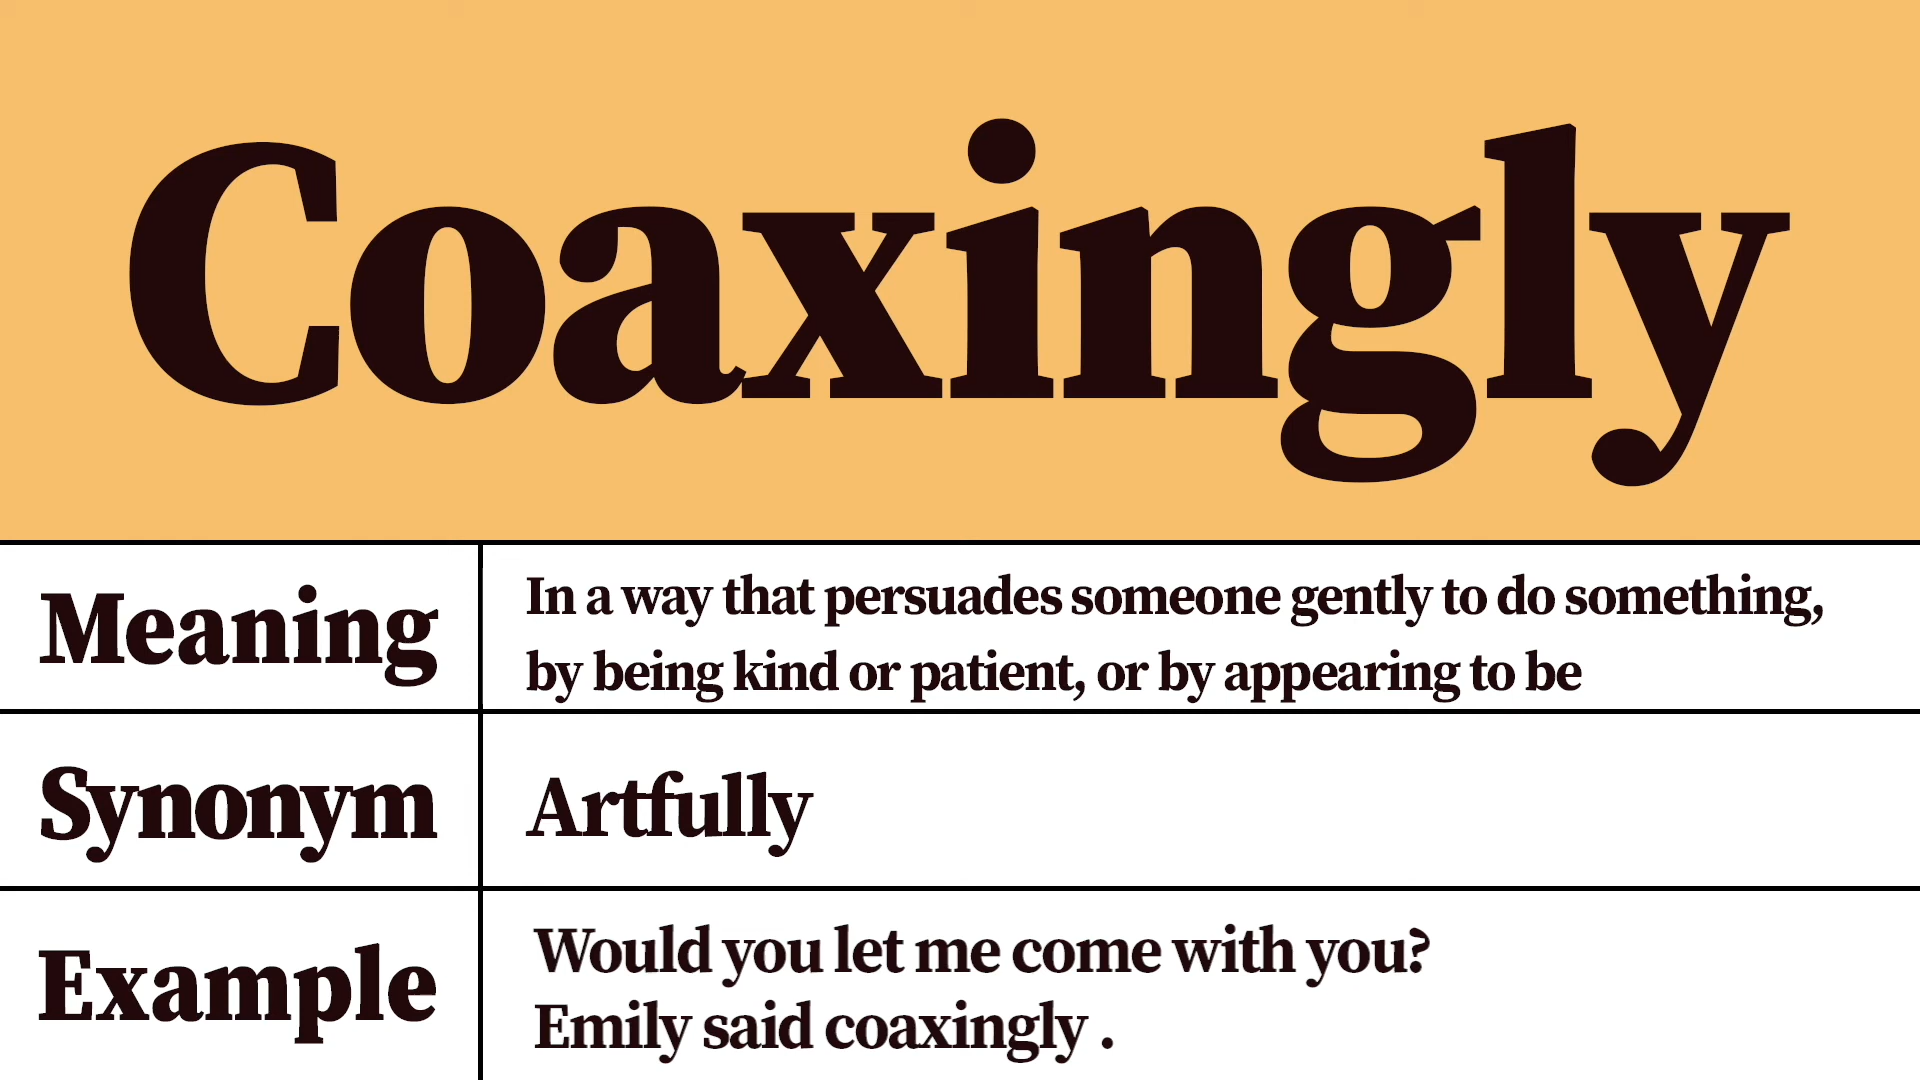 Coaxingly
Meaning
In a way that persuades someone gently to do something,
by being kind or patient, or by appearing to be
Synonym
Artfully
Example
Would you let me come with you?
Emily said coaxingly .